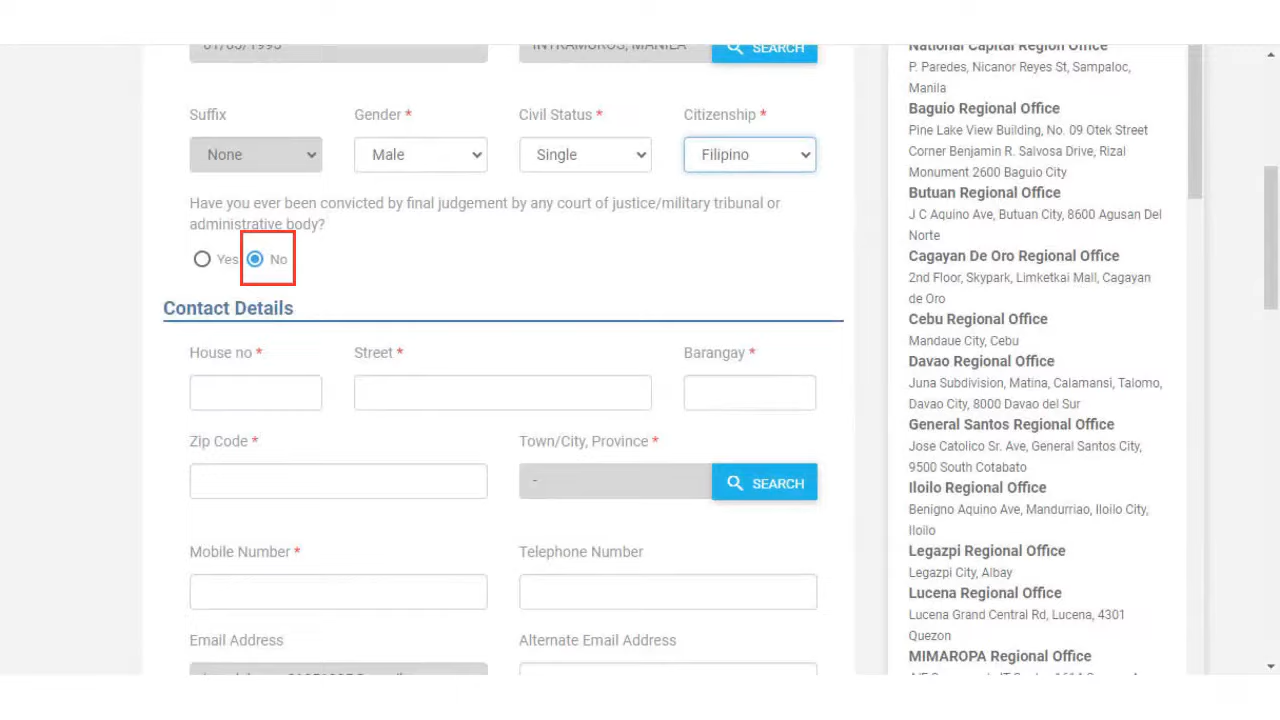 01/05/1995
INTRAMUROS, MANILA
SEARCH
Suffix
Gender *
Civil Status *
Citizenship *
None
Male
Single
Filipino
Have you ever been convicted by final judgement by any court of justice/military tribunal or
administrative body?
Yes
No
Contact Details
House no *
Street *
Barangay *
Zip Code *
Town/City, Province *
-
SEARCH
Mobile Number *
Telephone Number
Email Address
Alternate Email Address
National Capital Region Office
P. Paredes, Nicanor Reyes St, Sampaloc,
Manila
Baguio Regional Office
Pine Lake View Building, No. 09 Otek Street
Corner Benjamin R. Salvosa Drive, Rizal
Monument 2600 Baguio City
Butuan Regional Office
J C Aquino Ave, Butuan City, 8600 Agusan Del
Norte
Cagayan De Oro Regional Office
2nd Floor, Skypark, Limketkai Mall, Cagayan
de Oro
Cebu Regional Office
Mandaue City, Cebu
Davao Regional Office
Juna Subdivision, Matina, Calamansi, Talomo,
Davao City, 8000 Davao del Sur
General Santos Regional Office
Jose Catolico Sr. Ave, General Santos City,
9500 South Cotabato
Iloilo Regional Office
Benigno Aquino Ave, Mandurriao, Iloilo City,
Iloilo
Legazpi Regional Office
Legazpi City, Albay
Lucena Regional Office
Lucena Grand Central Rd, Lucena, 4301
Quezon
MIMAROPA Regional Office